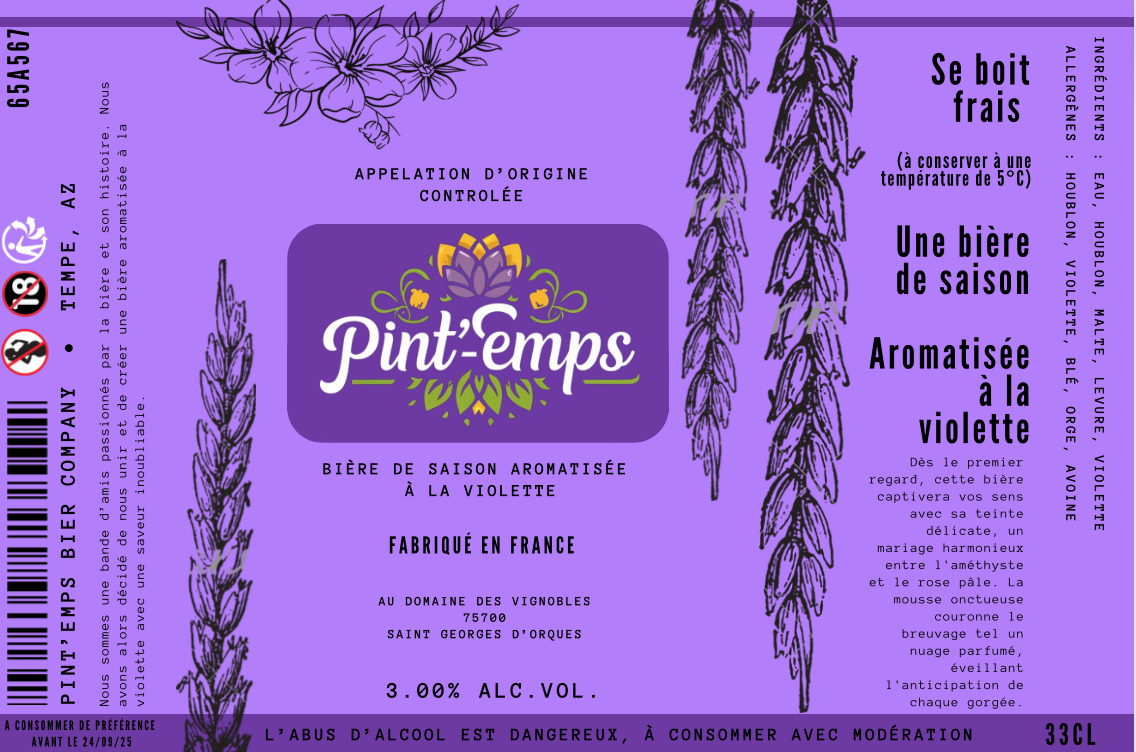 65A567
18
PINT'EMPS BIER COMPANY • TEMPE, AZ
Nous sommes une bande d'amis passionnés par la bière et son histoire. Nous
avons alors décidé de nous unir et de créer une bière aromatisée à la
violette avec une saveur inoubliable.
A CONSOMMER DE PRÉFÉRENCE
AVANT LE 24/09/25
APPELATION D'ORIGINE
CONTROLÉE
Pint'-emps
BIÈRE DE SAISON AROMATISÉE
À LA VIOLETTE
FABRIQUÉ EN FRANCE
AU DOMAINE DES VIGNOBLES
75700
SAINT GEORGES D'ORQUES
3.00% ALC.VOL.
L'ABUS D'ALCOOL EST DANGEREUX, À CONSOMMER AVEC MODÉRATION
Se boit
frais
(à conserver à une
température de 5°C)
Une bière
de saison
Aromatisée
à la
violette
Dès le premier
regard, cette bière
captivera vos sens
avec sa teinte
délicate, un
mariage harmonieux
entre l'améthyste
et le rose pâle. La
mousse onctueuse
couronne le
breuvage tel un
nuage parfumé,
éveillant
l'anticipation de
chaque gorgée.
INGRÉDIENTS : EAU, HOUBLON, MALTE, LEVURE, VIOLETTE
ALLERGÈNES : HOUBLON, VIOLETTE, BLÉ, ORGE, AVOINE
33CL